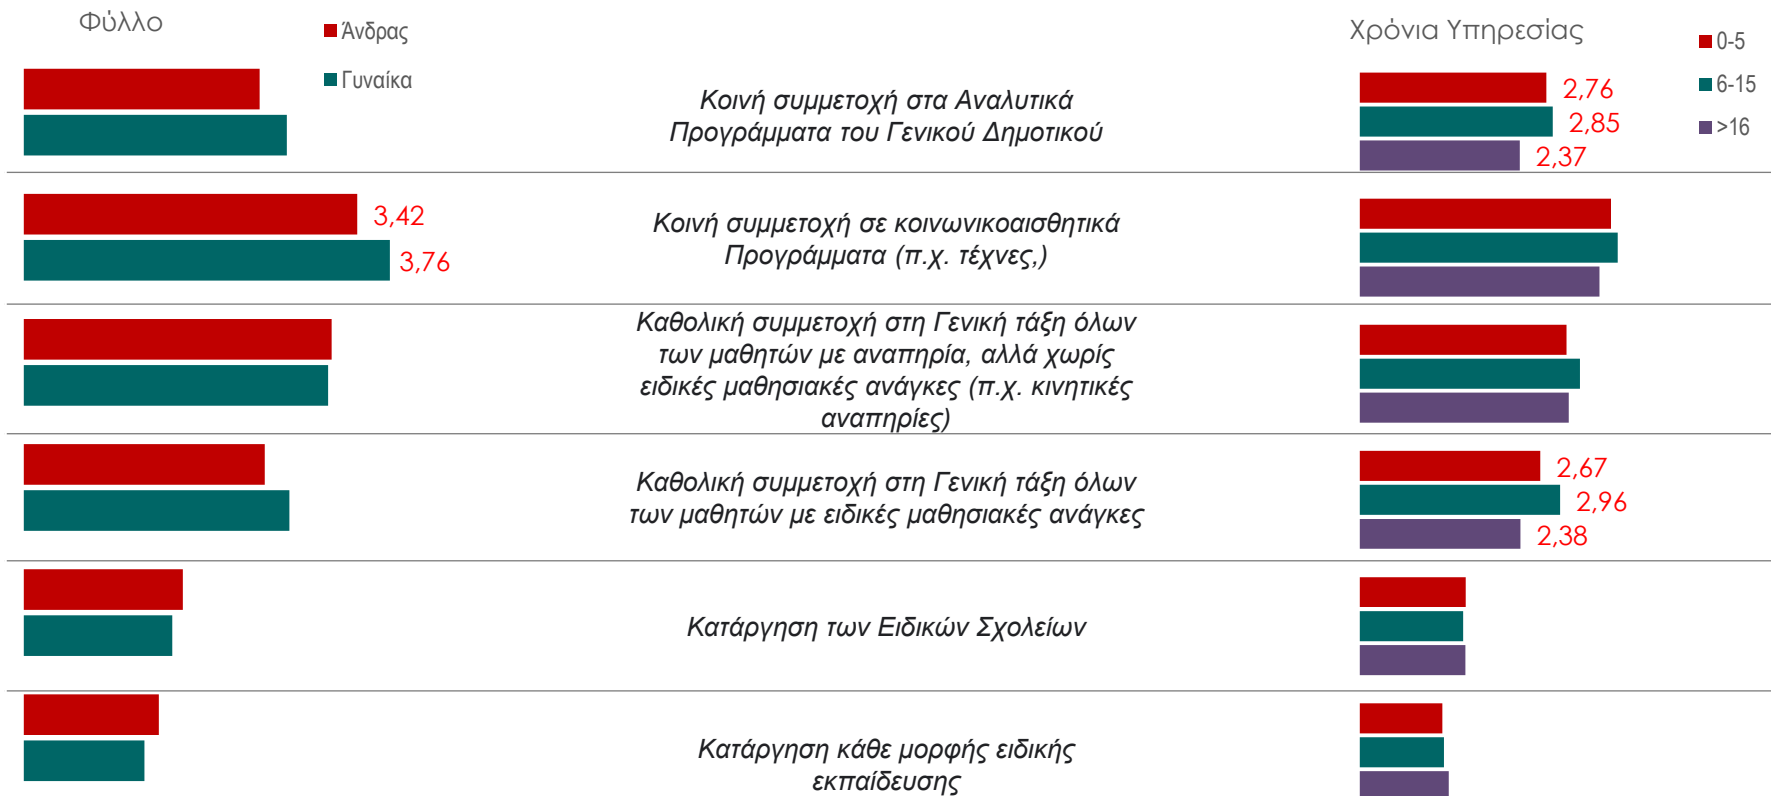 Φύλλο
Άνδρας
Γυναίκα
Χρόνια Υπηρεσίας
0-5
6-15
>16
Κοινή συμμετοχή στα Αναλυτικά
Προγράμματα του Γενικού Δημοτικού
2,76
2,85
2,37
3,42
3,76
Κοινή συμμετοχή σε κοινωνικοαισθητικά
Προγράμματα (π.χ. τέχνες,)
Καθολική συμμετοχή στη Γενική τάξη όλων
των μαθητών με αναπηρία, αλλά χωρίς
ειδικές μαθησιακές ανάγκες (π.χ. κινητικές
αναπηρίες)
Καθολική συμμετοχή στη Γενική τάξη όλων
των μαθητών με ειδικές μαθησιακές ανάγκες
2,67
2,96
2,38
Κατάργηση των Ειδικών Σχολείων
Κατάργηση κάθε μορφής ειδικής
εκπαίδευσης